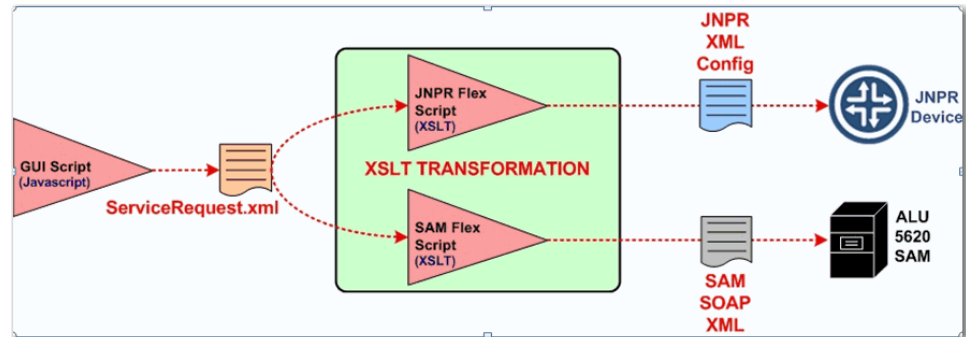 GUI Script
(Javascript)
ServiceRequest.xml
JNPR Flex
Script
(XSLT)
XSLT TRANSFORMATION
SAM Flex
Script
(XSLT)
JNPR
XML
Config
JNPR
Device
SAM
SOAP
XML
ALU
5620
SAM